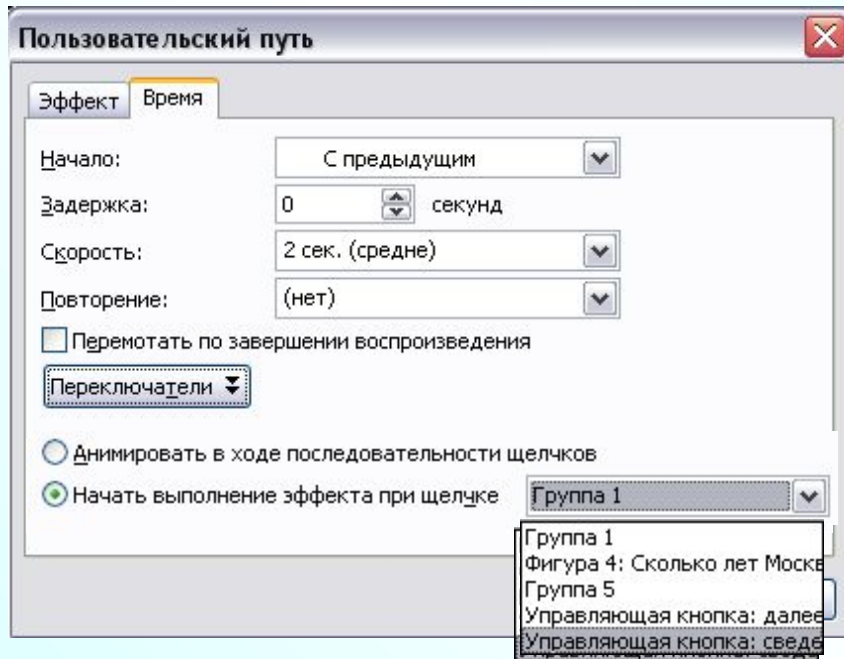 Пользовательский путь
Эффект Время
Начало: С предыдущим
Задержка: 0 секунд
Скорость: 2 сек. (средне)
Повторение: (нет)
Перемотать по завершении воспроизведения
Переключатели
Анимировать в ходе последовательности щелчков
Начать выполнение эффекта при щелчке Группа 1
Группа 1
Фигура 4: Сколько лет Москв
Группа 5
Управляющая кнопка: далее
Управляющая кнопка: сведе